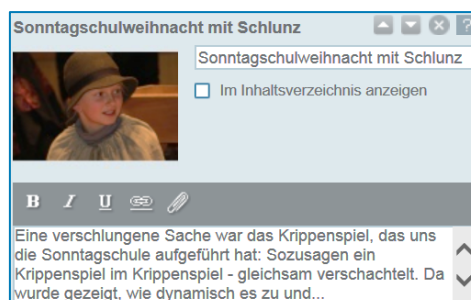 Sonntagschulweihnacht mit Schlunz
?
Sonntagschulweihnacht mit Schlunz
Im Inhaltsverzeichnis anzeigen
B I U
Eine verschlungene Sache war das Krippenspiel, das uns
die Sonntagschule aufgeführt hat: Sozusagen ein
Krippenspiel im Krippenspiel - gleichsam verschachtelt. Da
wurde gezeigt, wie dynamisch es zu und...